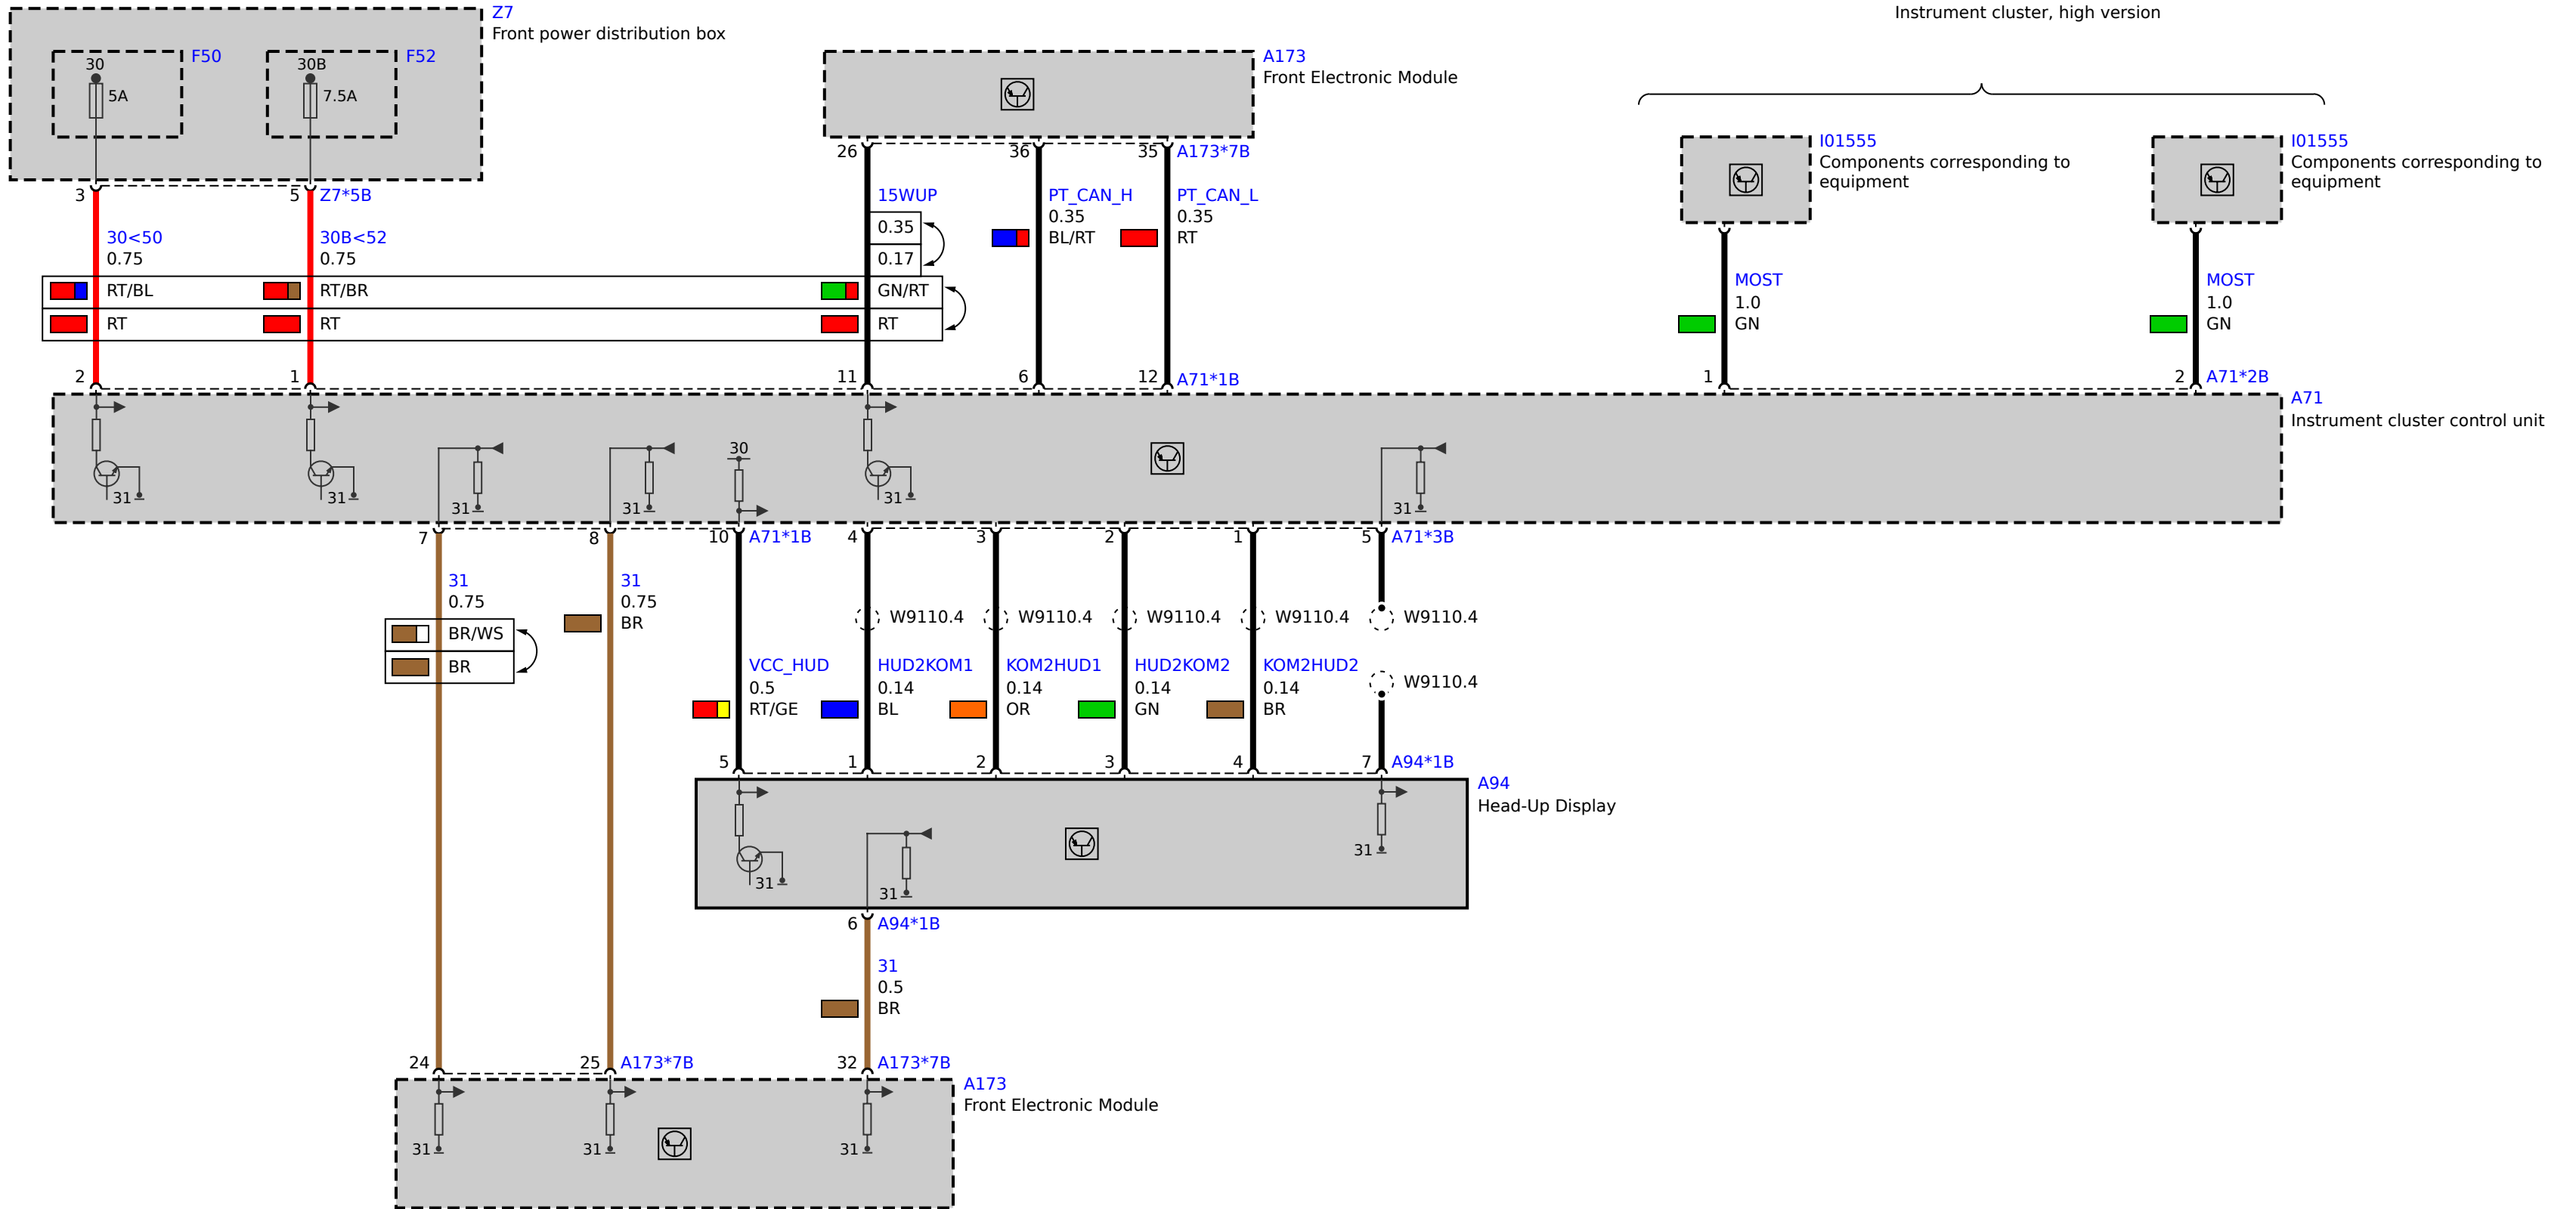 Z7
Front power distribution box
Instrument cluster, high version
30
F50
30B
F52
5A
7.5A
A173
Front Electronic Module
I01555
Components corresponding to
equipment
I01555
Components corresponding to
equipment
26
36
35
A173*7B
3
5
Z7*5B
15WUP
PT_CAN_H
PT_CAN_L
0.35
0.35
0.35
0.17
BL/RT
RT
30<50
0.75
30B<52
0.75
RT/BL
RT/BR
GN/RT
RT
RT
RT
MOST
1.0
GN
MOST
1.0
GN
2
1
11
6
12
A71*1B
1
2
A71*2B
A71
Instrument cluster control unit
30
31
31
31
31
31
31
7
8
10
A71*1B
4
3
2
1
5
A71*3B
31
0.75
BR/WS
BR
31
0.75
BR
W9110.4
W9110.4
W9110.4
W9110.4
W9110.4
W9110.4
VCC_HUD
0.5
RT/GE
HUD2KOM1
0.14
BL
KOM2HUD1
0.14
OR
HUD2KOM2
0.14
GN
KOM2HUD2
0.14
BR
5
1
2
3
4
7
A94*1B
A94
Head-Up Display
31
31
31
6
A94*1B
31
0.5
BR
24
25
A173*7B
32
A173*7B
A173
Front Electronic Module
31
31
31